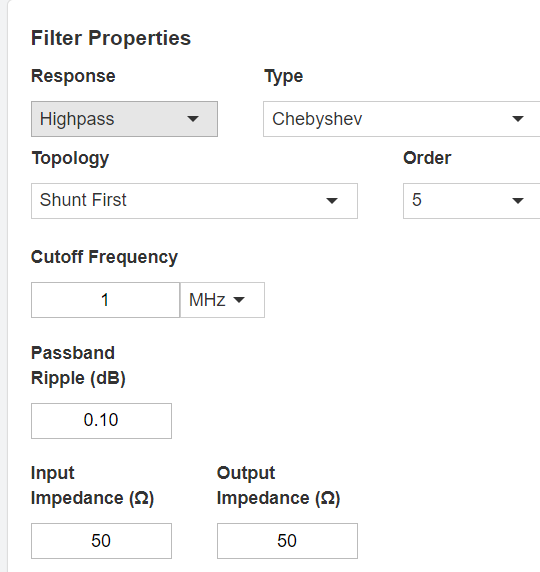 Filter Properties
Response
Type
Highpass
Chebyshev
Topology
Order
Shunt First
5
Cutoff Frequency
1
MHz
Passband
Ripple (dB)
0.10
Input
Impedance (Ω)
Output
Impedance (Ω)
50
50